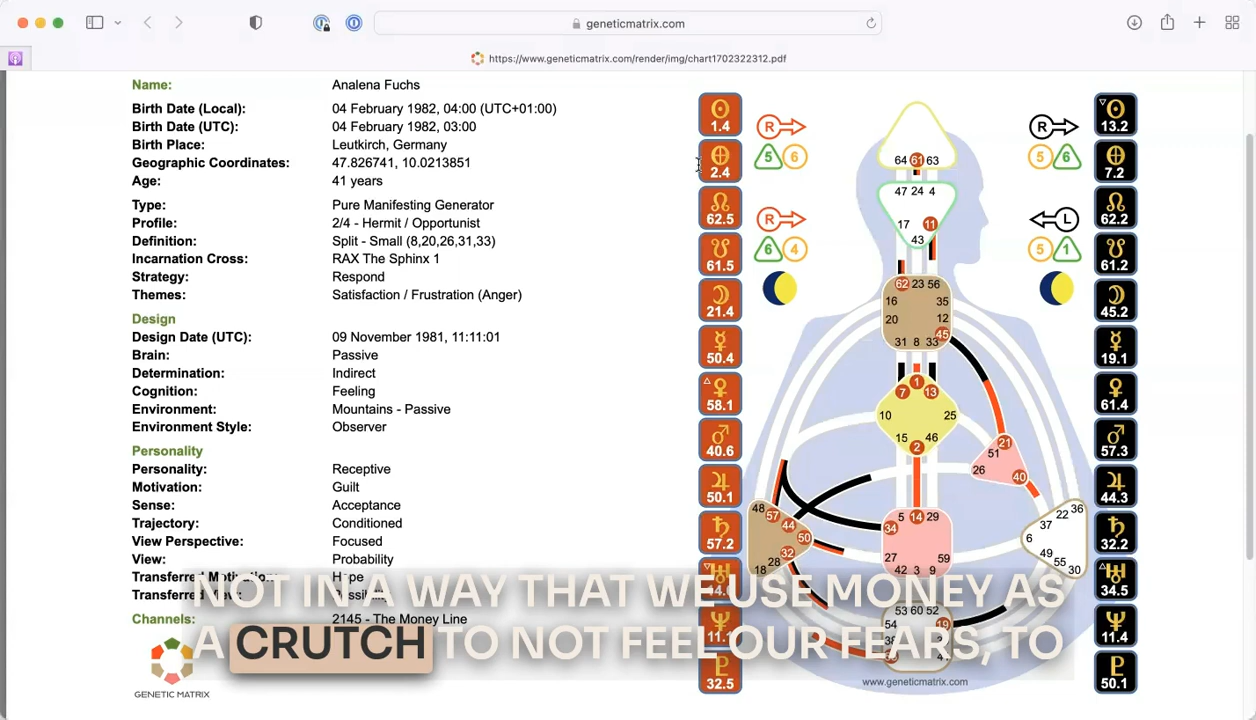 geneticmatrix.com
https://www.geneticmatrix.com/render/img/chart1702322312.pdf
Name: Analena Fuchs
Birth Date (Local): 04 February 1982, 04:00 (UTC+01:00)
Birth Date (UTC): 04 February 1982, 03:00
Birth Place: Leutkirch, Germany
Geographic Coordinates: 47.826741, 10.0213851
Age: 41 years
Type: Pure Manifesting Generator
Profile: 2/4 - Hermit / Opportunist
Definition: Split - Small (8,20,26,31,33)
Incarnation Cross: RAX The Sphinx 1
Strategy: Respond
Themes: Satisfaction / Frustration (Anger)
Design
Design Date (UTC): 09 November 1981, 11:11:01
Brain: Passive
Determination: Indirect
Cognition: Feeling
Environment: Mountains - Passive
Environment Style: Observer
Personality
Personality: Receptive
Motivation: Guilt
Sense: Acceptance
Trajectory: Conditioned
View Perspective: Focused
View: Probability
Transferred Motivation: Hope
Channels: 2145 - The Money Line
GENETIC MATRIX
1.4
2.4
62.5
61.5
21.4
50.4
58.1
40.6
50.1
57.2
32.5
R
5 6
R
6 4
64 61 63
47 24 4
17 11
43
62 23 56
16 35
20 12
45
31 8 33
1
7 13
10 25
15 46
2
21
51
26 40
48
57
44
50
32
28
18
5 14 29
34
27 59
42 3 9
36
22
37
6
49
55
30
53 60 52
54 19
R
5 6
L
5 1
13.2
7.2
62.2
61.2
45.2
19.1
61.4
57.3
44.3
32.2
34.5
11.4
50.1
www.geneticmatrix.com
NOT IN A WAY THAT WE USE MONEY AS
A CRUTCH TO NOT FEEL OUR FEARS, TO